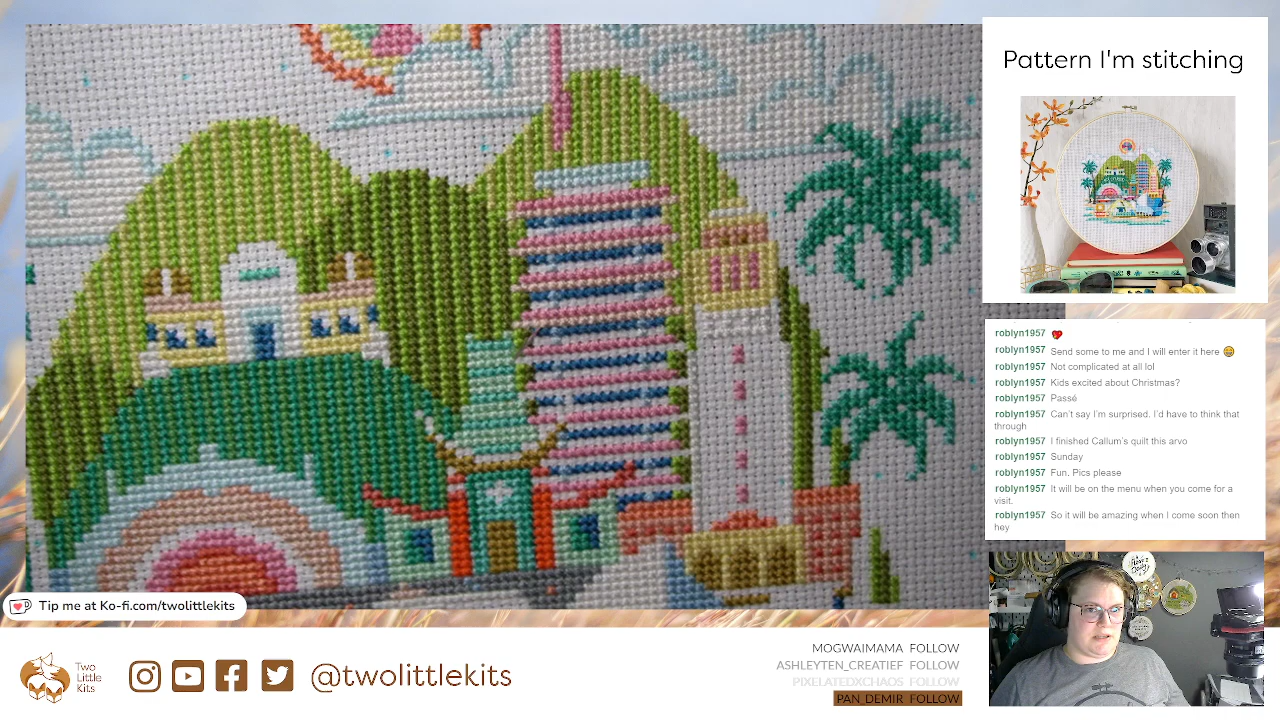 Pattern I'm stitching
roblyn1957
roblyn1957 Send some to me and I will enter it here
roblyn1957 Not complicated at all lol
roblyn1957 Kids excited about Christmas?
roblyn1957 Passé
roblyn1957 Can't say I'm surprised. I'd have to think that
through
roblyn1957 I finished Callum's quilt this arvo
roblyn1957 Sunday
roblyn1957 Fun. Pics please
roblyn1957 It will be on the menu when you come for a
visit.
roblyn1957 So it will be amazing when I come soon then
hey
Tip me at Ko-fi.com/twolittlekits
Two
Little
Kits
@twolittlekits
MOGWAIMAMA FOLLOW
ASHLEYTEN_CREATIEF FOLLOW
PIXELATEDXCHAOS FOLLOW
PAN_DEMIR FOLLOW